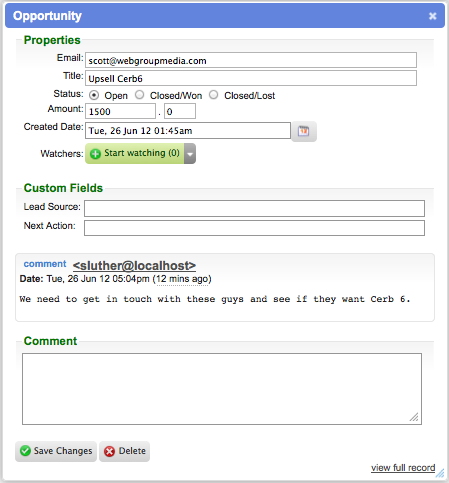 Opportunity
Properties
Email: scott@webgroupmedia.com
Title: Upsell Cerb6
Status: Open Closed/Won Closed/Lost
Amount: 1500 . 0
Created Date: Tue, 26 Jun 12 01:45am
Watchers: Start watching (0)
Custom Fields
Lead Source:
Next Action:
comment <sluther@localhost>
Date: Tue, 26 Jun 12 05:04pm (12 mins ago)
We need to get in touch with these guys and see if they want Cerb 6.
Comment
Save Changes Delete
view full record